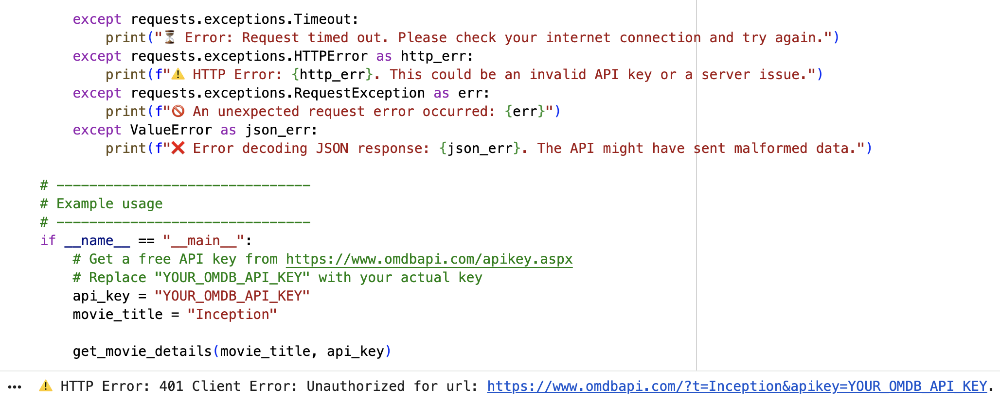 except requests.exceptions.Timeout:
        print("⏳ Error: Request timed out. Please check your internet connection and try again.")
    except requests.exceptions.HTTPError as http_err:
        print(f"⚠️ HTTP Error: {http_err}. This could be an invalid API key or a server issue.")
    except requests.exceptions.RequestException as err:
        print(f"🚫 An unexpected request error occurred: {err}")
    except ValueError as json_err:
        print(f"❌ Error decoding JSON response: {json_err}. The API might have sent malformed data.")

# -------------------------------
# Example usage
# -------------------------------
if __name__ == "__main__":
    # Get a free API key from https://www.omdbapi.com/apikey.aspx
    # Replace "YOUR_OMDB_API_KEY" with your actual key
    api_key = "YOUR_OMDB_API_KEY"
    movie_title = "Inception"

    get_movie_details(movie_title, api_key)
••• ⚠️ HTTP Error: 401 Client Error: Unauthorized for url: https://www.omdbapi.com/?t=Inception&apikey=YOUR_OMDB_API_KEY.